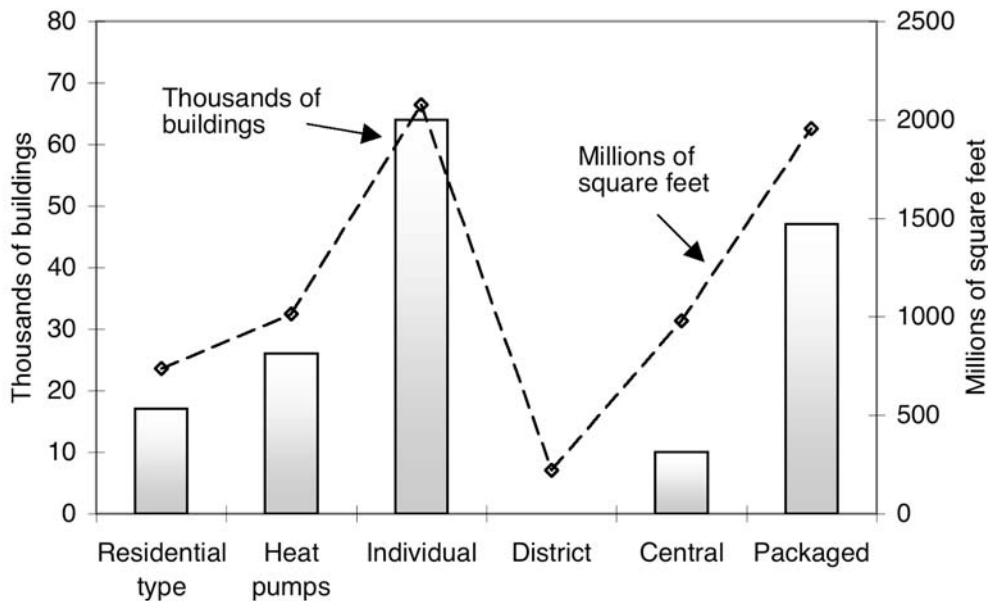 80
70
60
50
40
30
20
10
0
Thousands of buildings
Thousands of
buildings
Millions of
square feet
2500
2000
1500
1000
500
0
Millions of square feet
Residential
type
Heat
pumps
Individual
District
Central
Packaged